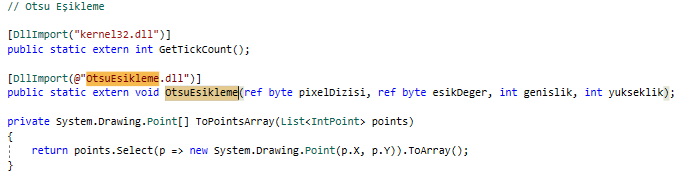 // Otsu Eşikleme
[DllImport("kernel32.dll")]
public static extern int GetTickCount();
[DllImport(@"OtsuEsikleme.dll")]
public static extern void OtsuEsikleme(ref byte pixelDizisi, ref byte esikDeger, int genislik, int yukseklik);
private System.Drawing.Point[] ToPointsArray(List<IntPoint> points)
{
return points.Select(p => new System.Drawing.Point(p.X, p.Y)).ToArray();
}